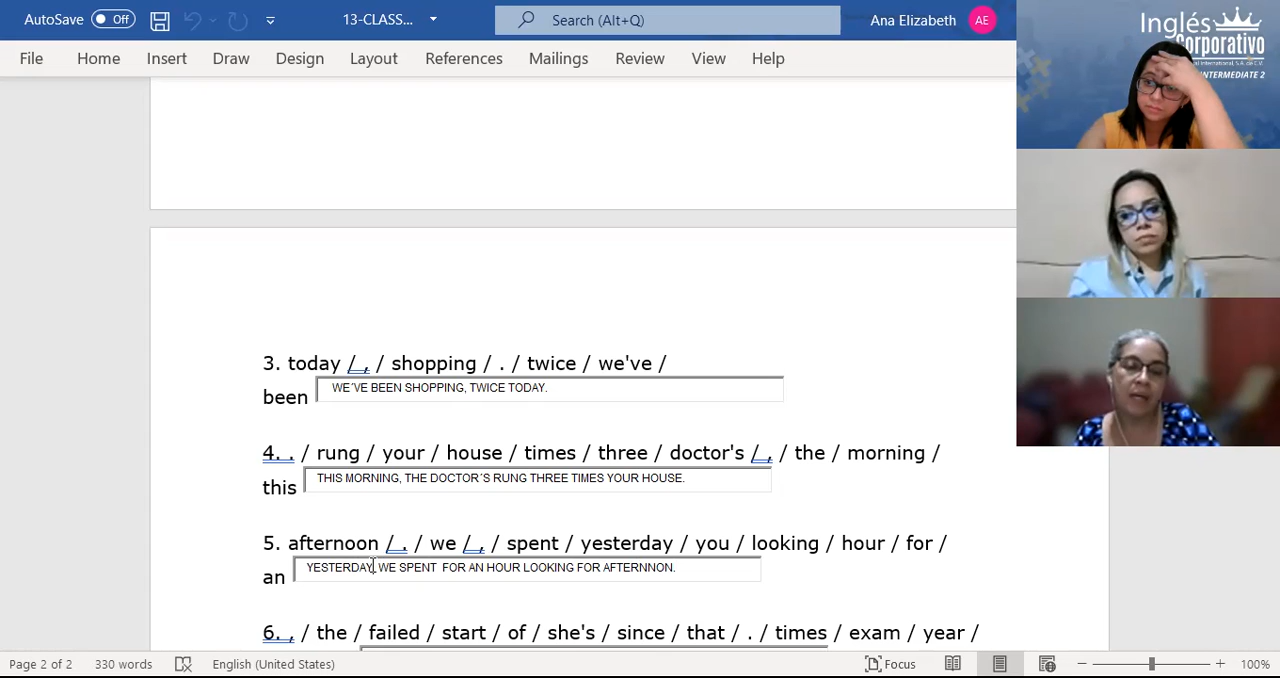 AutoSave Off 13-CLASS... Search (Alt+Q) Ana Elizabeth AE
File Home Insert Draw Design Layout References Mailings Review View Help
Inglés
Corporativo
INTERMEDIATE 2
3. today / , / shopping / . / twice / we've /
been WE´VE BEEN SHOPPING, TWICE TODAY.
4. . / rung / your / house / times / three / doctor's / , / the / morning /
this THIS MORNING, THE DOCTOR´S RUNG THREE TIMES YOUR HOUSE.
5. afternoon / . / we / , / spent / yesterday / you / looking / hour / for /
an YESTERDAY, WE SPENT FOR AN HOUR LOOKING FOR AFTERNNON.
6. , / the / failed / start / of / she's / since / that / . / times / exam / year /
Page 2 of 2 330 words English (United States) Focus 100%